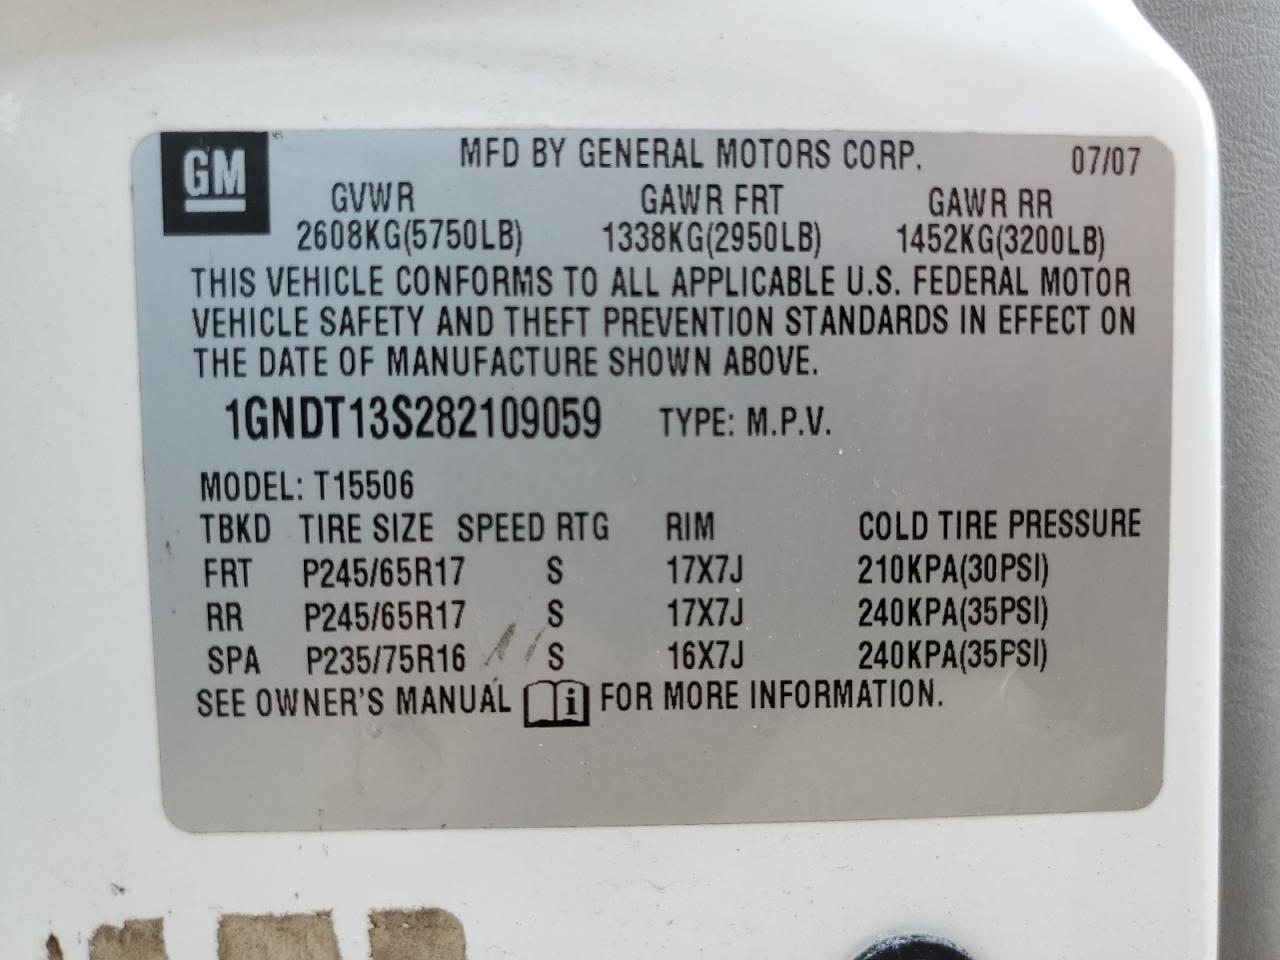 GM
MFD BY GENERAL MOTORS CORP. 07/07
GVWR GAWR FRT GAWR RR
2608KG(5750LB) 1338KG(2950LB) 1452KG(3200LB)
THIS VEHICLE CONFORMS TO ALL APPLICABLE U.S. FEDERAL MOTOR
VEHICLE SAFETY AND THEFT PREVENTION STANDARDS IN EFFECT ON
THE DATE OF MANUFACTURE SHOWN ABOVE.
1GNDT13S282109059 TYPE: M.P.V.
MODEL: T15506
TBKD TIRE SIZE SPEED RTG RIM COLD TIRE PRESSURE
FRT P245/65R17 S 17X7J 210KPA(30PSI)
RR P245/65R17 S 17X7J 240KPA(35PSI)
SPA P235/75R16 S 16X7J 240KPA(35PSI)
SEE OWNER'S MANUAL i FOR MORE INFORMATION.